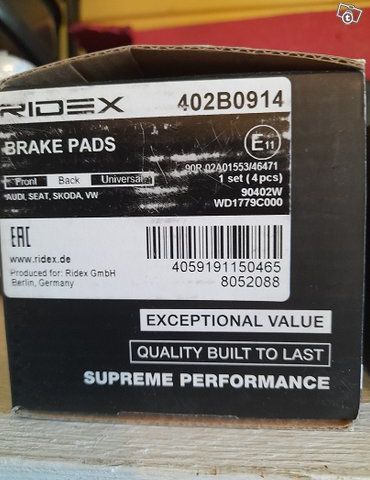 RIDEX 402B0914
BRAKE PADS E11
90R-02A01553/46471
Front Back Universal 1 set (4pcs)
AUDI, SEAT, SKODA, VW 90402W
WD1779C000
EAC
www.ridex.de 4059191150465
Produced for: Ridex GmbH
Berlin, Germany 8052088
EXCEPTIONAL VALUE
QUALITY BUILT TO LAST
SUPREME PERFORMANCE